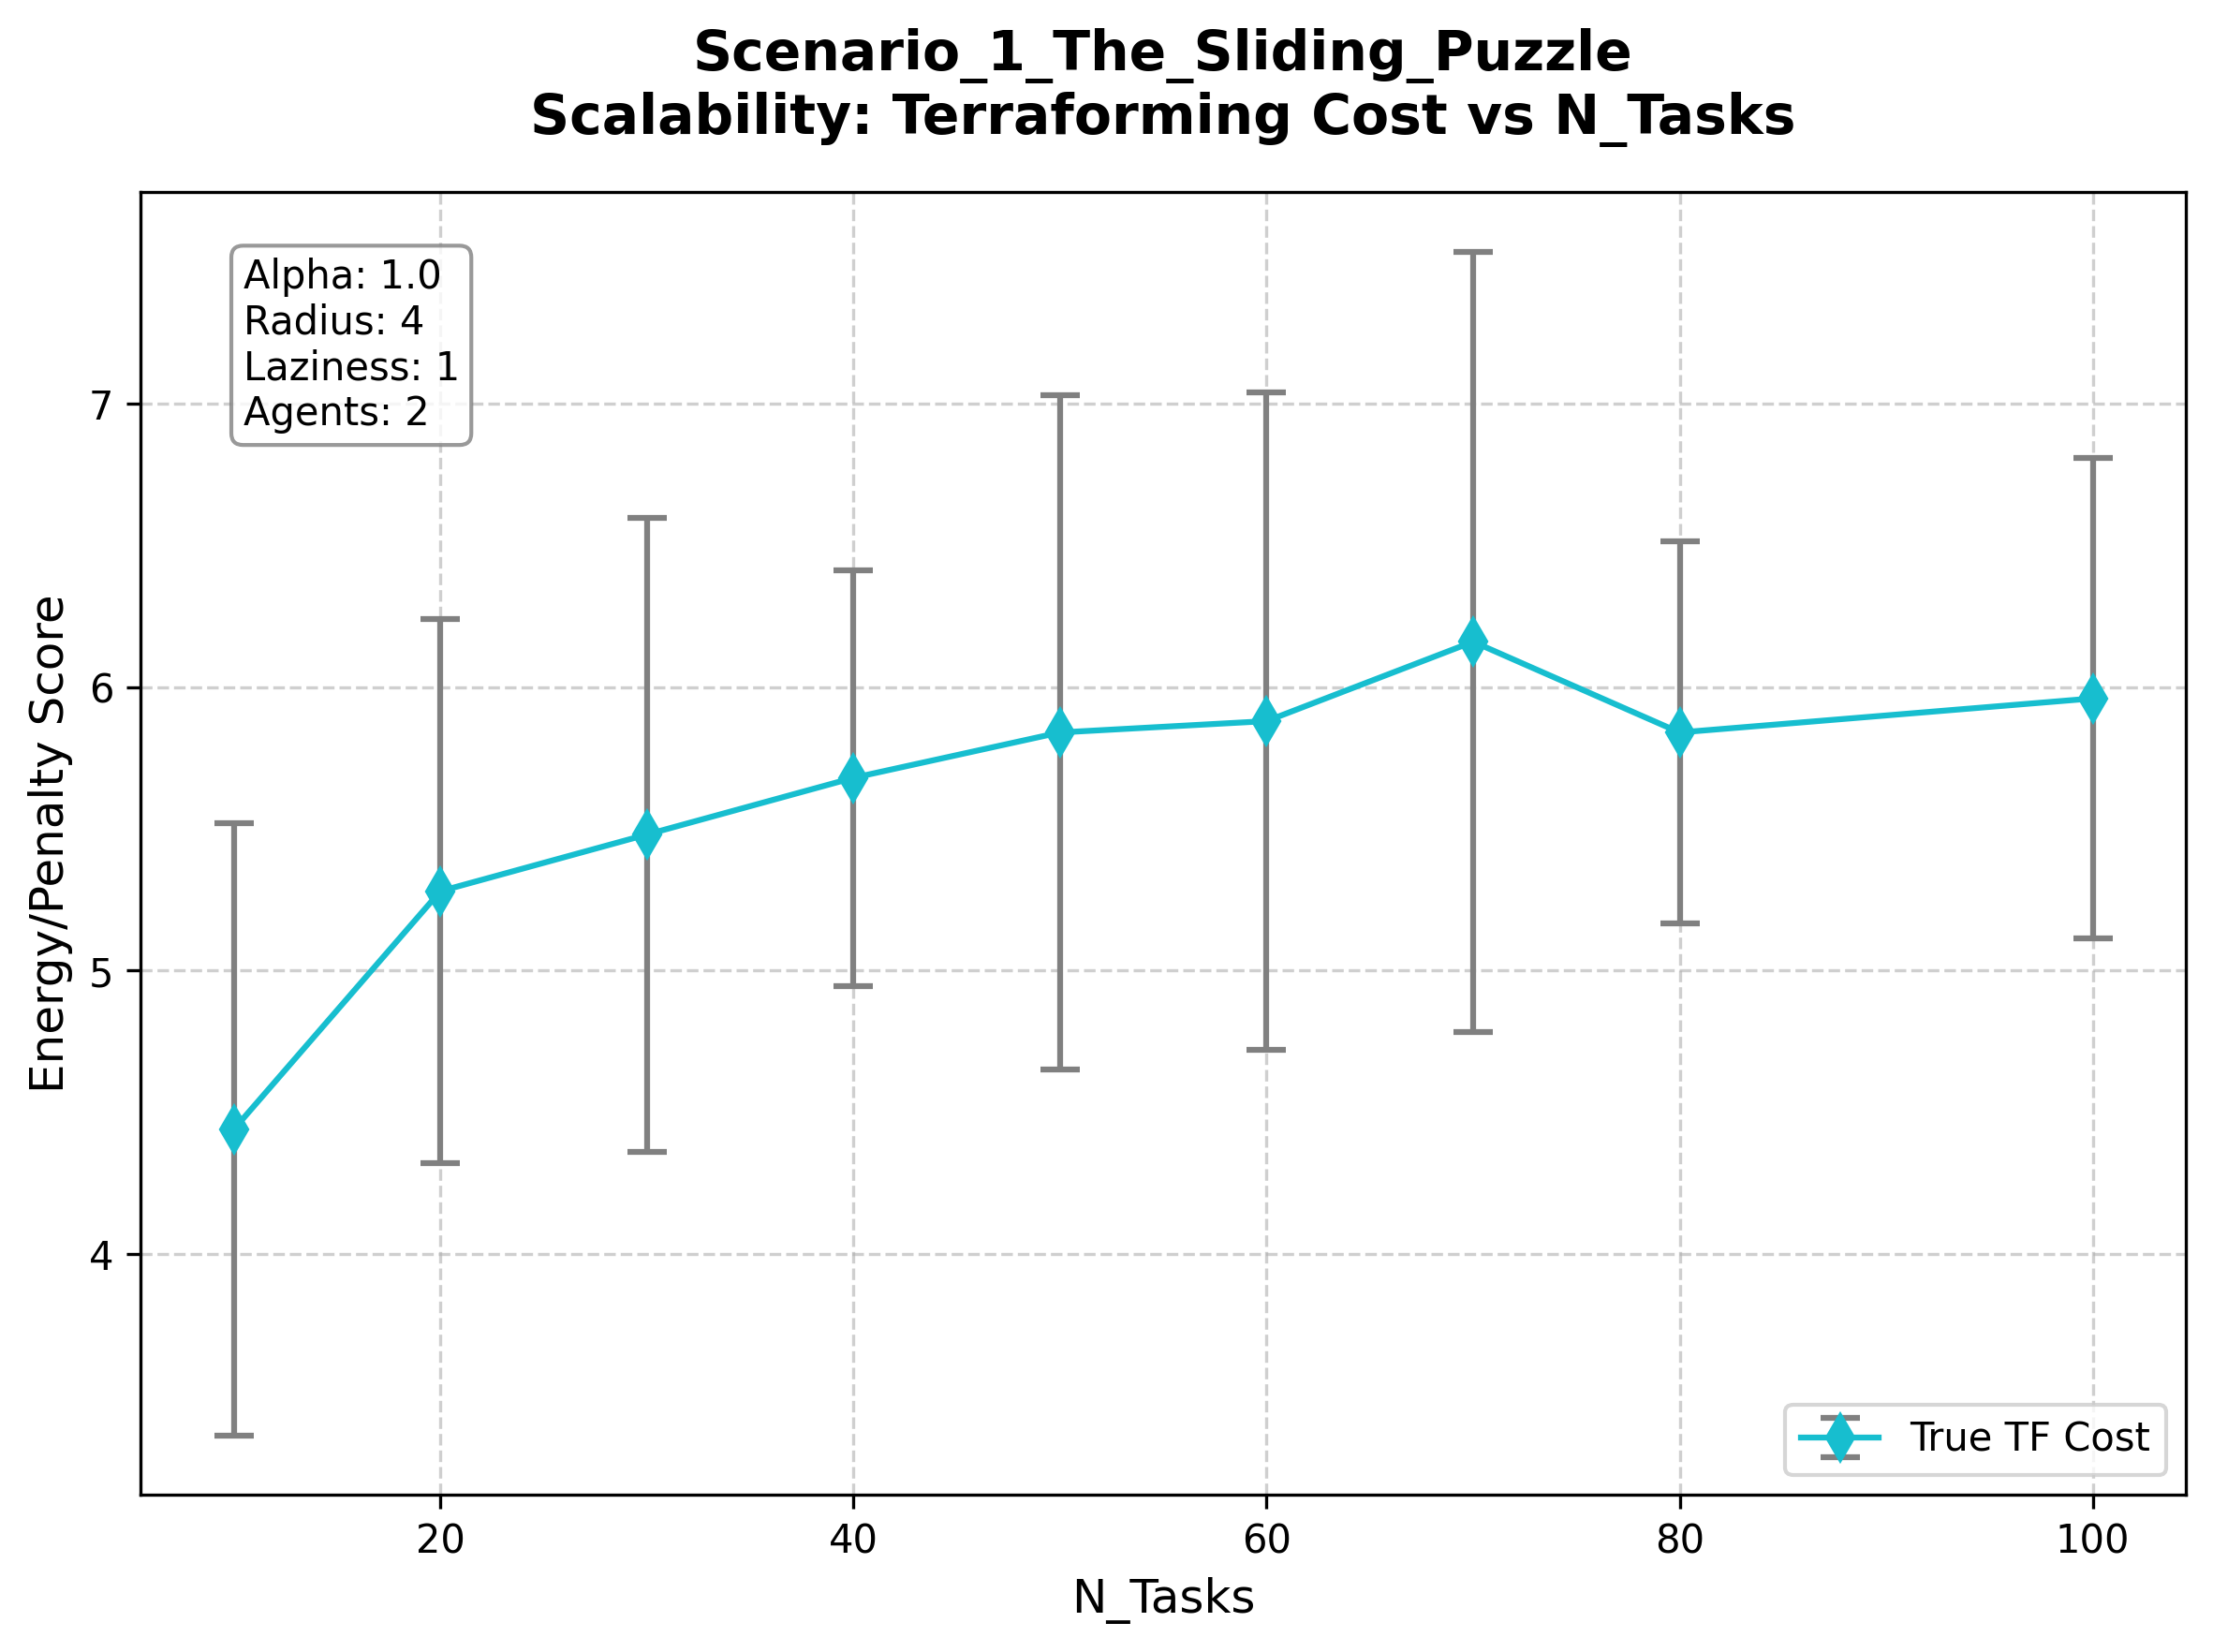 Scenario_1_The_Sliding_Puzzle
Scalability: Terraforming Cost vs N_Tasks
Alpha: 1.0
Radius: 4
Laziness: 1
Agents: 2
7
6
5
4
Energy/Penalty Score
True TF Cost
20
40
60
80
100
N_Tasks